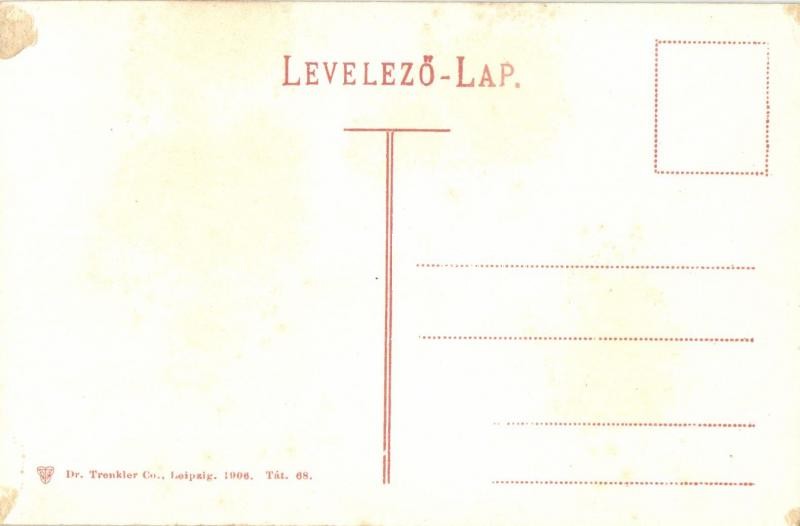 LEVELEZŐ-LAP.
Dr. Trenkler Co., Leipzig. 1906. Tát. 68.